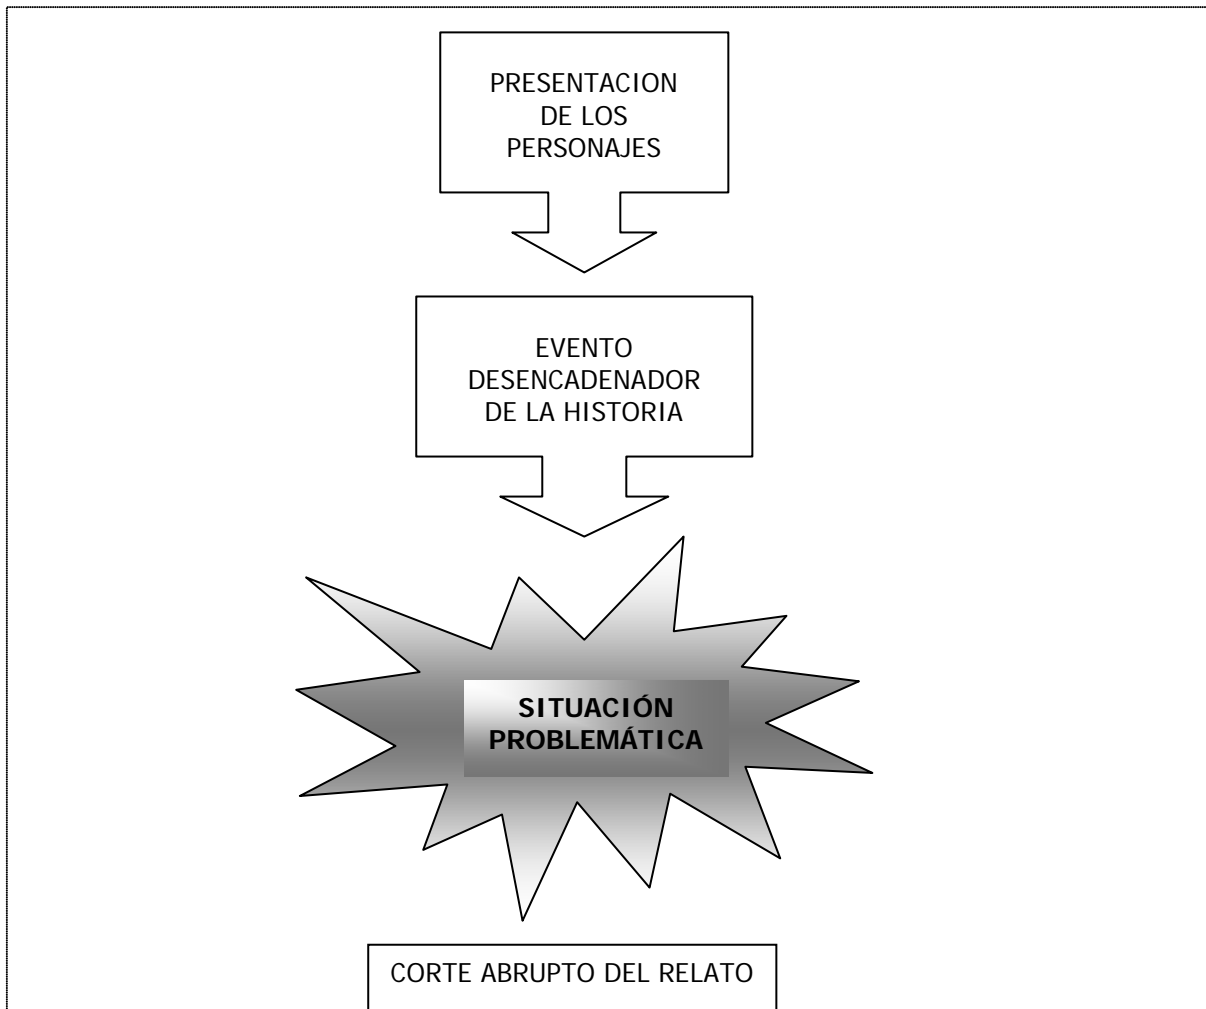 PRESENTACION
DE LOS
PERSONAJES
EVENTO
DESENCADENADOR
DE LA HISTORIA
SITUACIÓN
PROBLEMÁTICA
CORTE ABRUPTO DEL RELATO